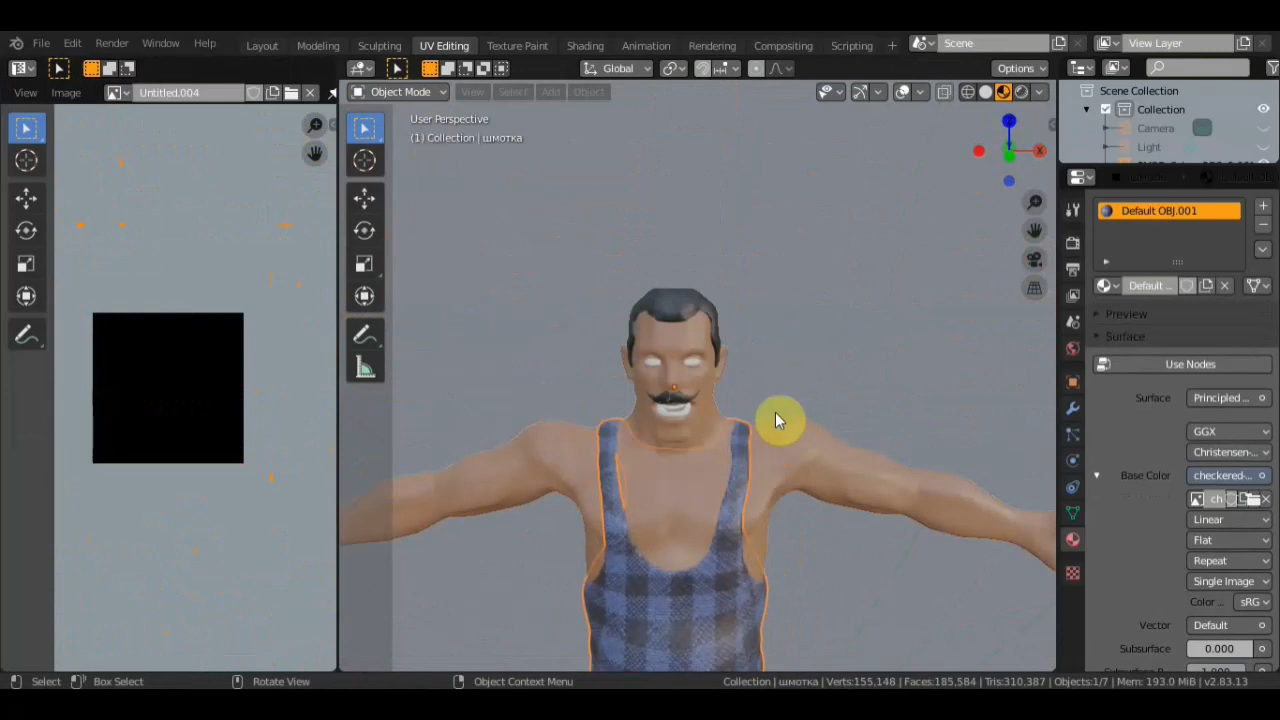 File Edit Render Window Help Layout Modeling Sculpting UV Editing Texture Paint Shading Animation Rendering Compositing Scripting + Scene View Layer
Global Options
View Image Untitled.004 Object Mode View Select Add Object
Scene Collection
Collection
Camera
Light
User Perspective
(1) Collection | шмотка
Z
X
Default OBJ.001
Default ...
Preview
Surface
Use Nodes
Surface Principled ...
GGX
Christensen-...
Base Color checkered-...
ch
Linear
Flat
Repeat
Single Image
Color ... sRG
Vector Default
Subsurface 0.000
Select Box Select Rotate View Object Context Menu Collection | шмотка | Verts:155,148 | Faces:185,584 | Tris:310,387 | Objects:1/7 | Mem: 193.0 MiB | v2.83.13